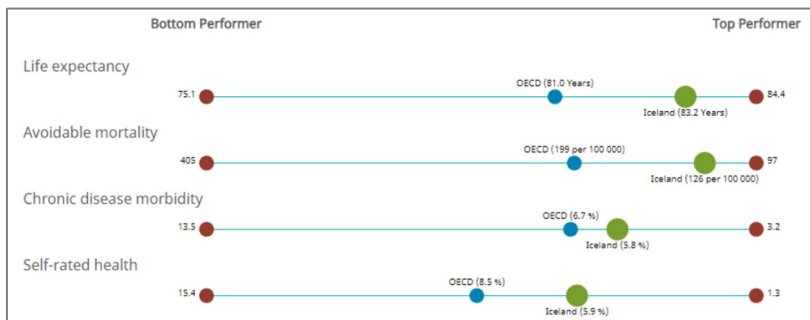 Bottom Performer Top Performer
Life expectancy
OECD (81.0 Years)
75.1 84.4
Iceland (83.2 Years)
Avoidable mortality
OECD (199 per 100 000)
405 97
Iceland (126 per 100 000)
Chronic disease morbidity
OECD (6.7 %)
13.5 3.2
Iceland (5.8 %)
Self-rated health
OECD (8.5 %)
15.4 1.3
Iceland (5.9 %)